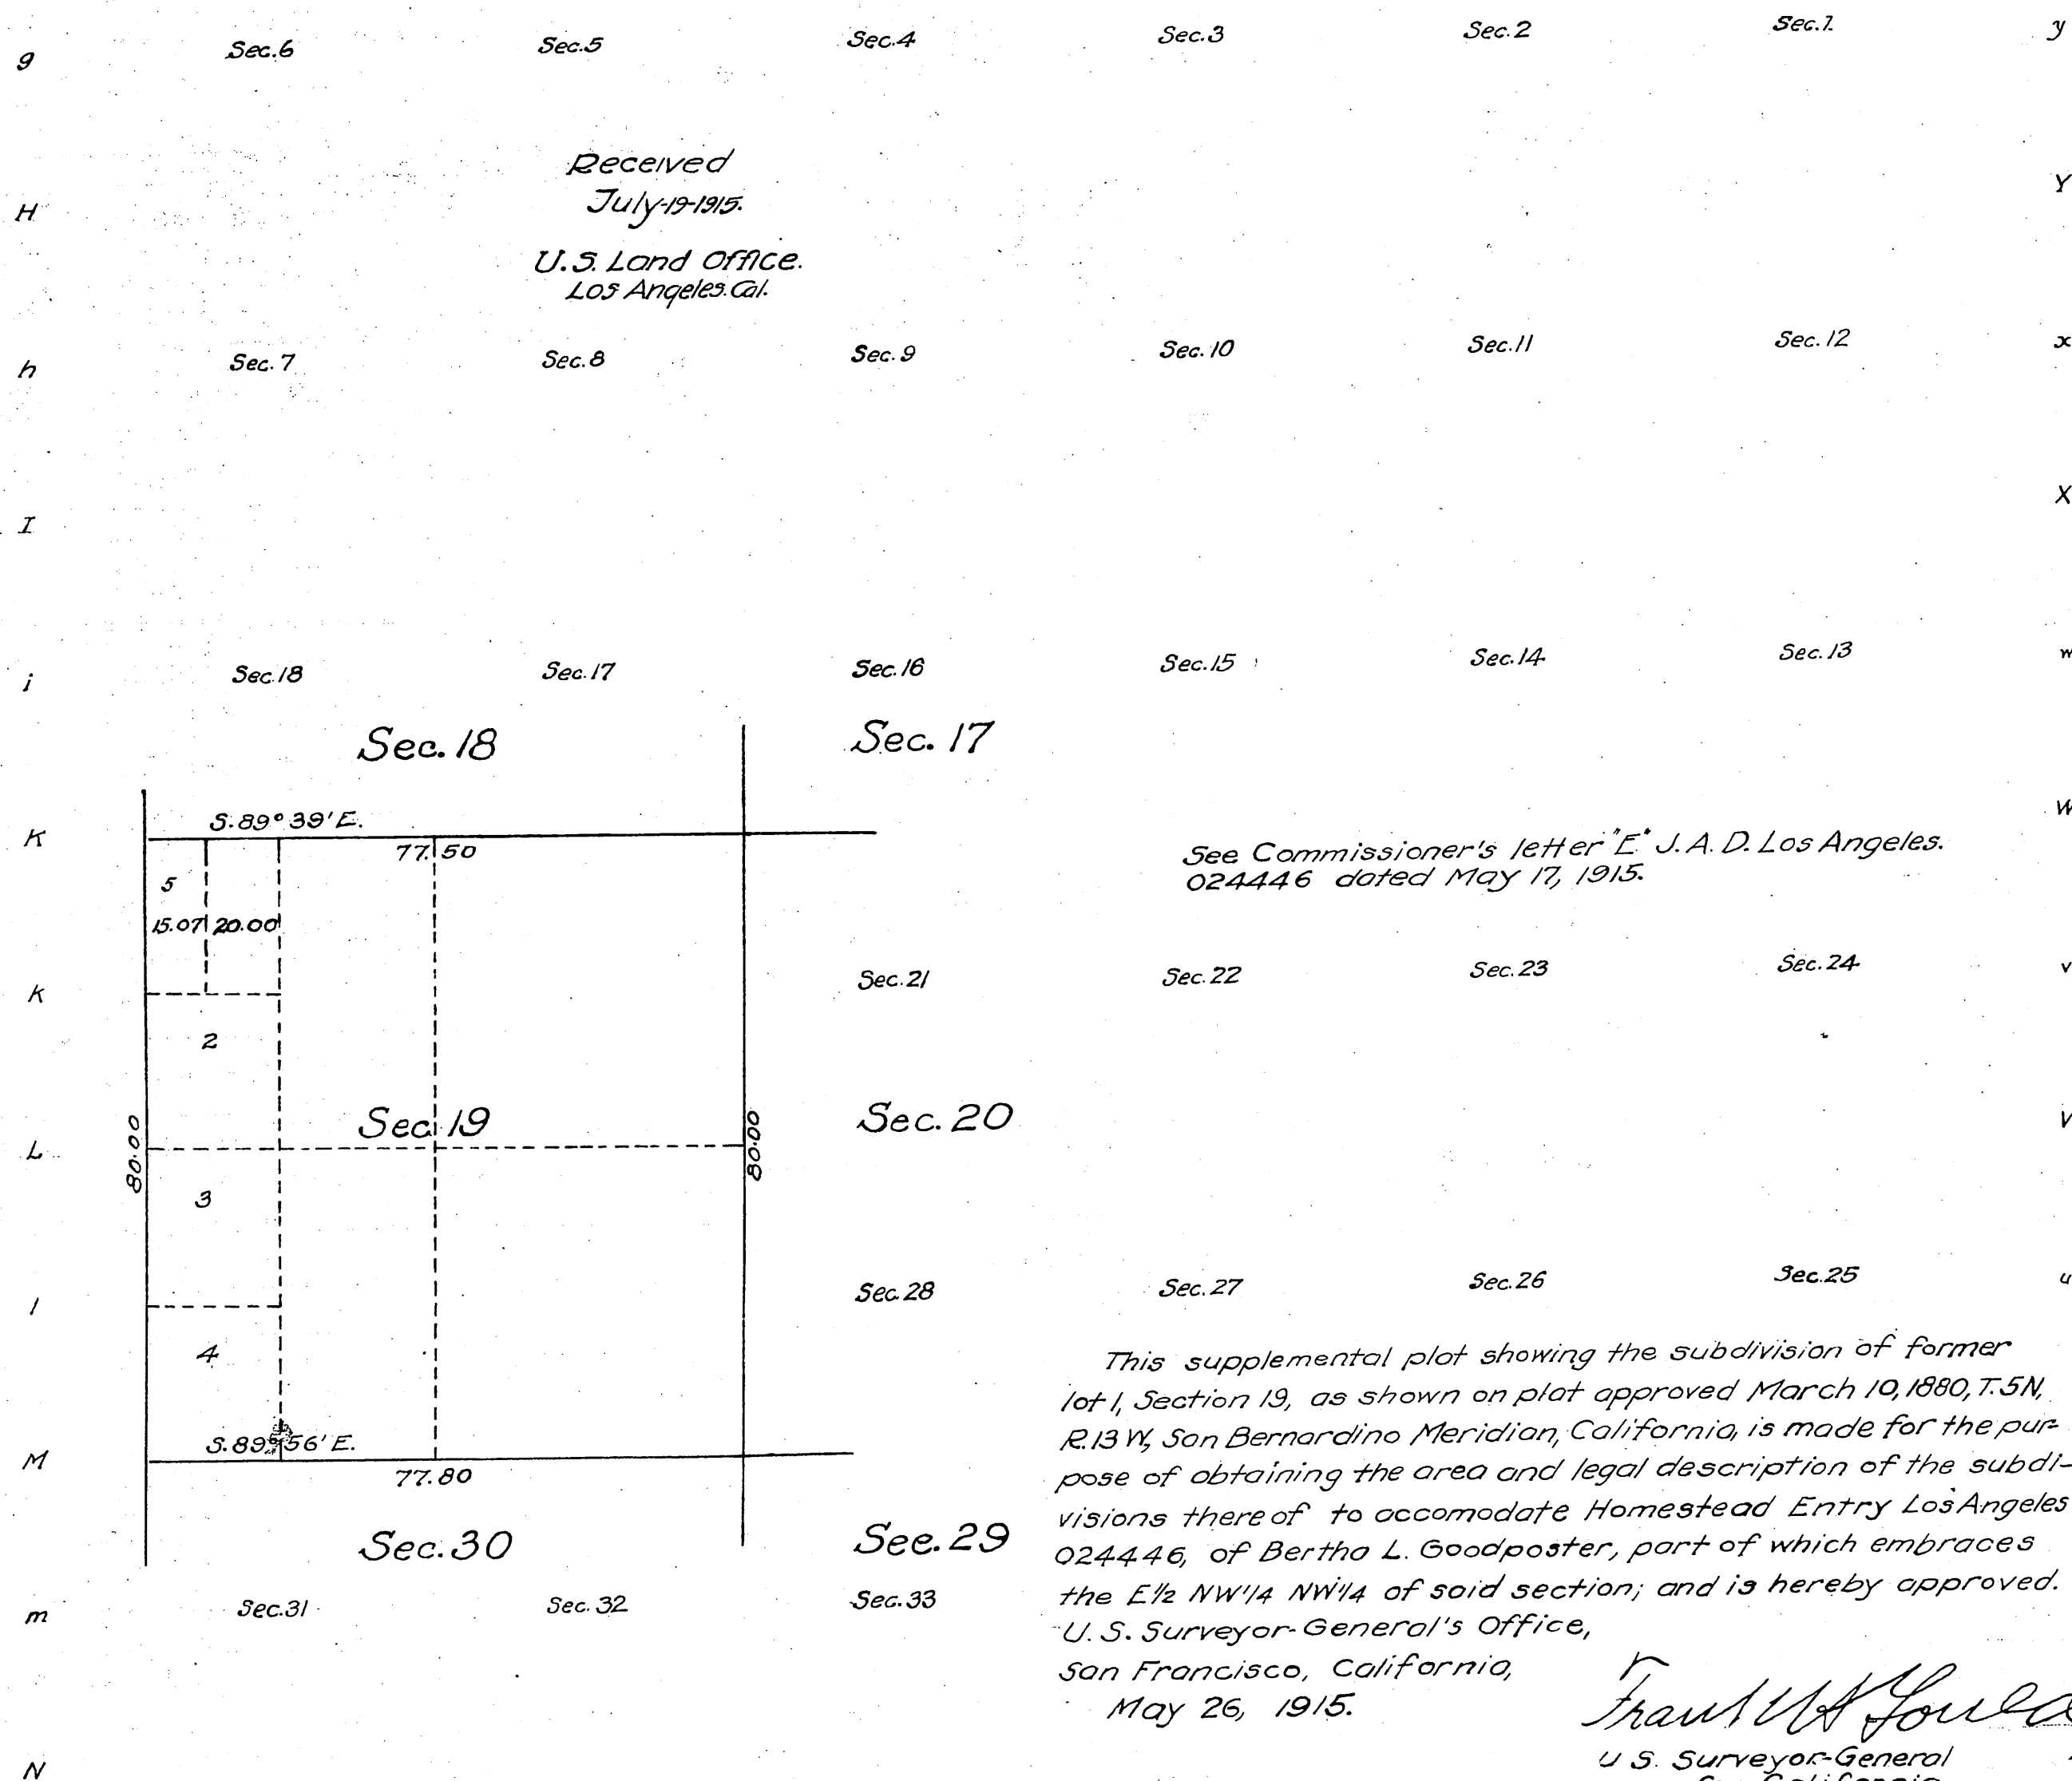 g Sec.6 Sec.5 Sec.4 Sec.3 Sec.2 Sec.1. y
Received
July-19-1915.
H Y
U.S. Land Office.
Los Angeles. Cal.
h Sec. 7 Sec. 8 Sec. 9 Sec. 10 Sec. 11 Sec. 12 x
I X
i Sec. 18 Sec. 17 Sec. 16 Sec. 15 Sec. 14 Sec. 13 w
Sec. 18 Sec. 17
S. 89° 39' E.
K W
77.50
See Commissioner's letter "E" J. A. D. Los Angeles.
024446 dated May 17, 1915.
5
15.07 20.00
k Sec. 21 Sec. 22 Sec. 23 Sec. 24 v
2
80.00 Sec. 19 80.00 Sec. 20
L V
3
l Sec. 28 Sec. 27 Sec. 26 Sec. 25 u
4
S. 89° 56' E.
M
77.80
Sec. 30 See. 29
m Sec. 31 Sec. 32 Sec. 33
N
This supplemental plat showing the subdivision of former
lot 1, Section 19, as shown on plat approved March 10, 1880, T. 5N,
R. 13 W, San Bernardino Meridian, California, is made for the pur-
pose of obtaining the area and legal description of the subdi-
visions thereof to accomodate Homestead Entry Los Angeles
024446, of Bertha L. Goodposter, part of which embraces
the E½ NW¼ NW¼ of said section; and is hereby approved.
U. S. Surveyor-General's Office,
San Francisco, California,
May 26, 1915.
U S. Surveyor-General
California